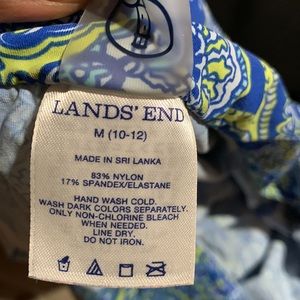 LANDS' END
M (10-12)
MADE IN SRI LANKA
83% NYLON
17% SPANDEX/ELASTANE
HAND WASH COLD.
WASH DARK COLORS SEPARATELY.
ONLY NON-CHLORINE BLEACH
WHEN NEEDED.
LINE DRY.
DO NOT IRON.